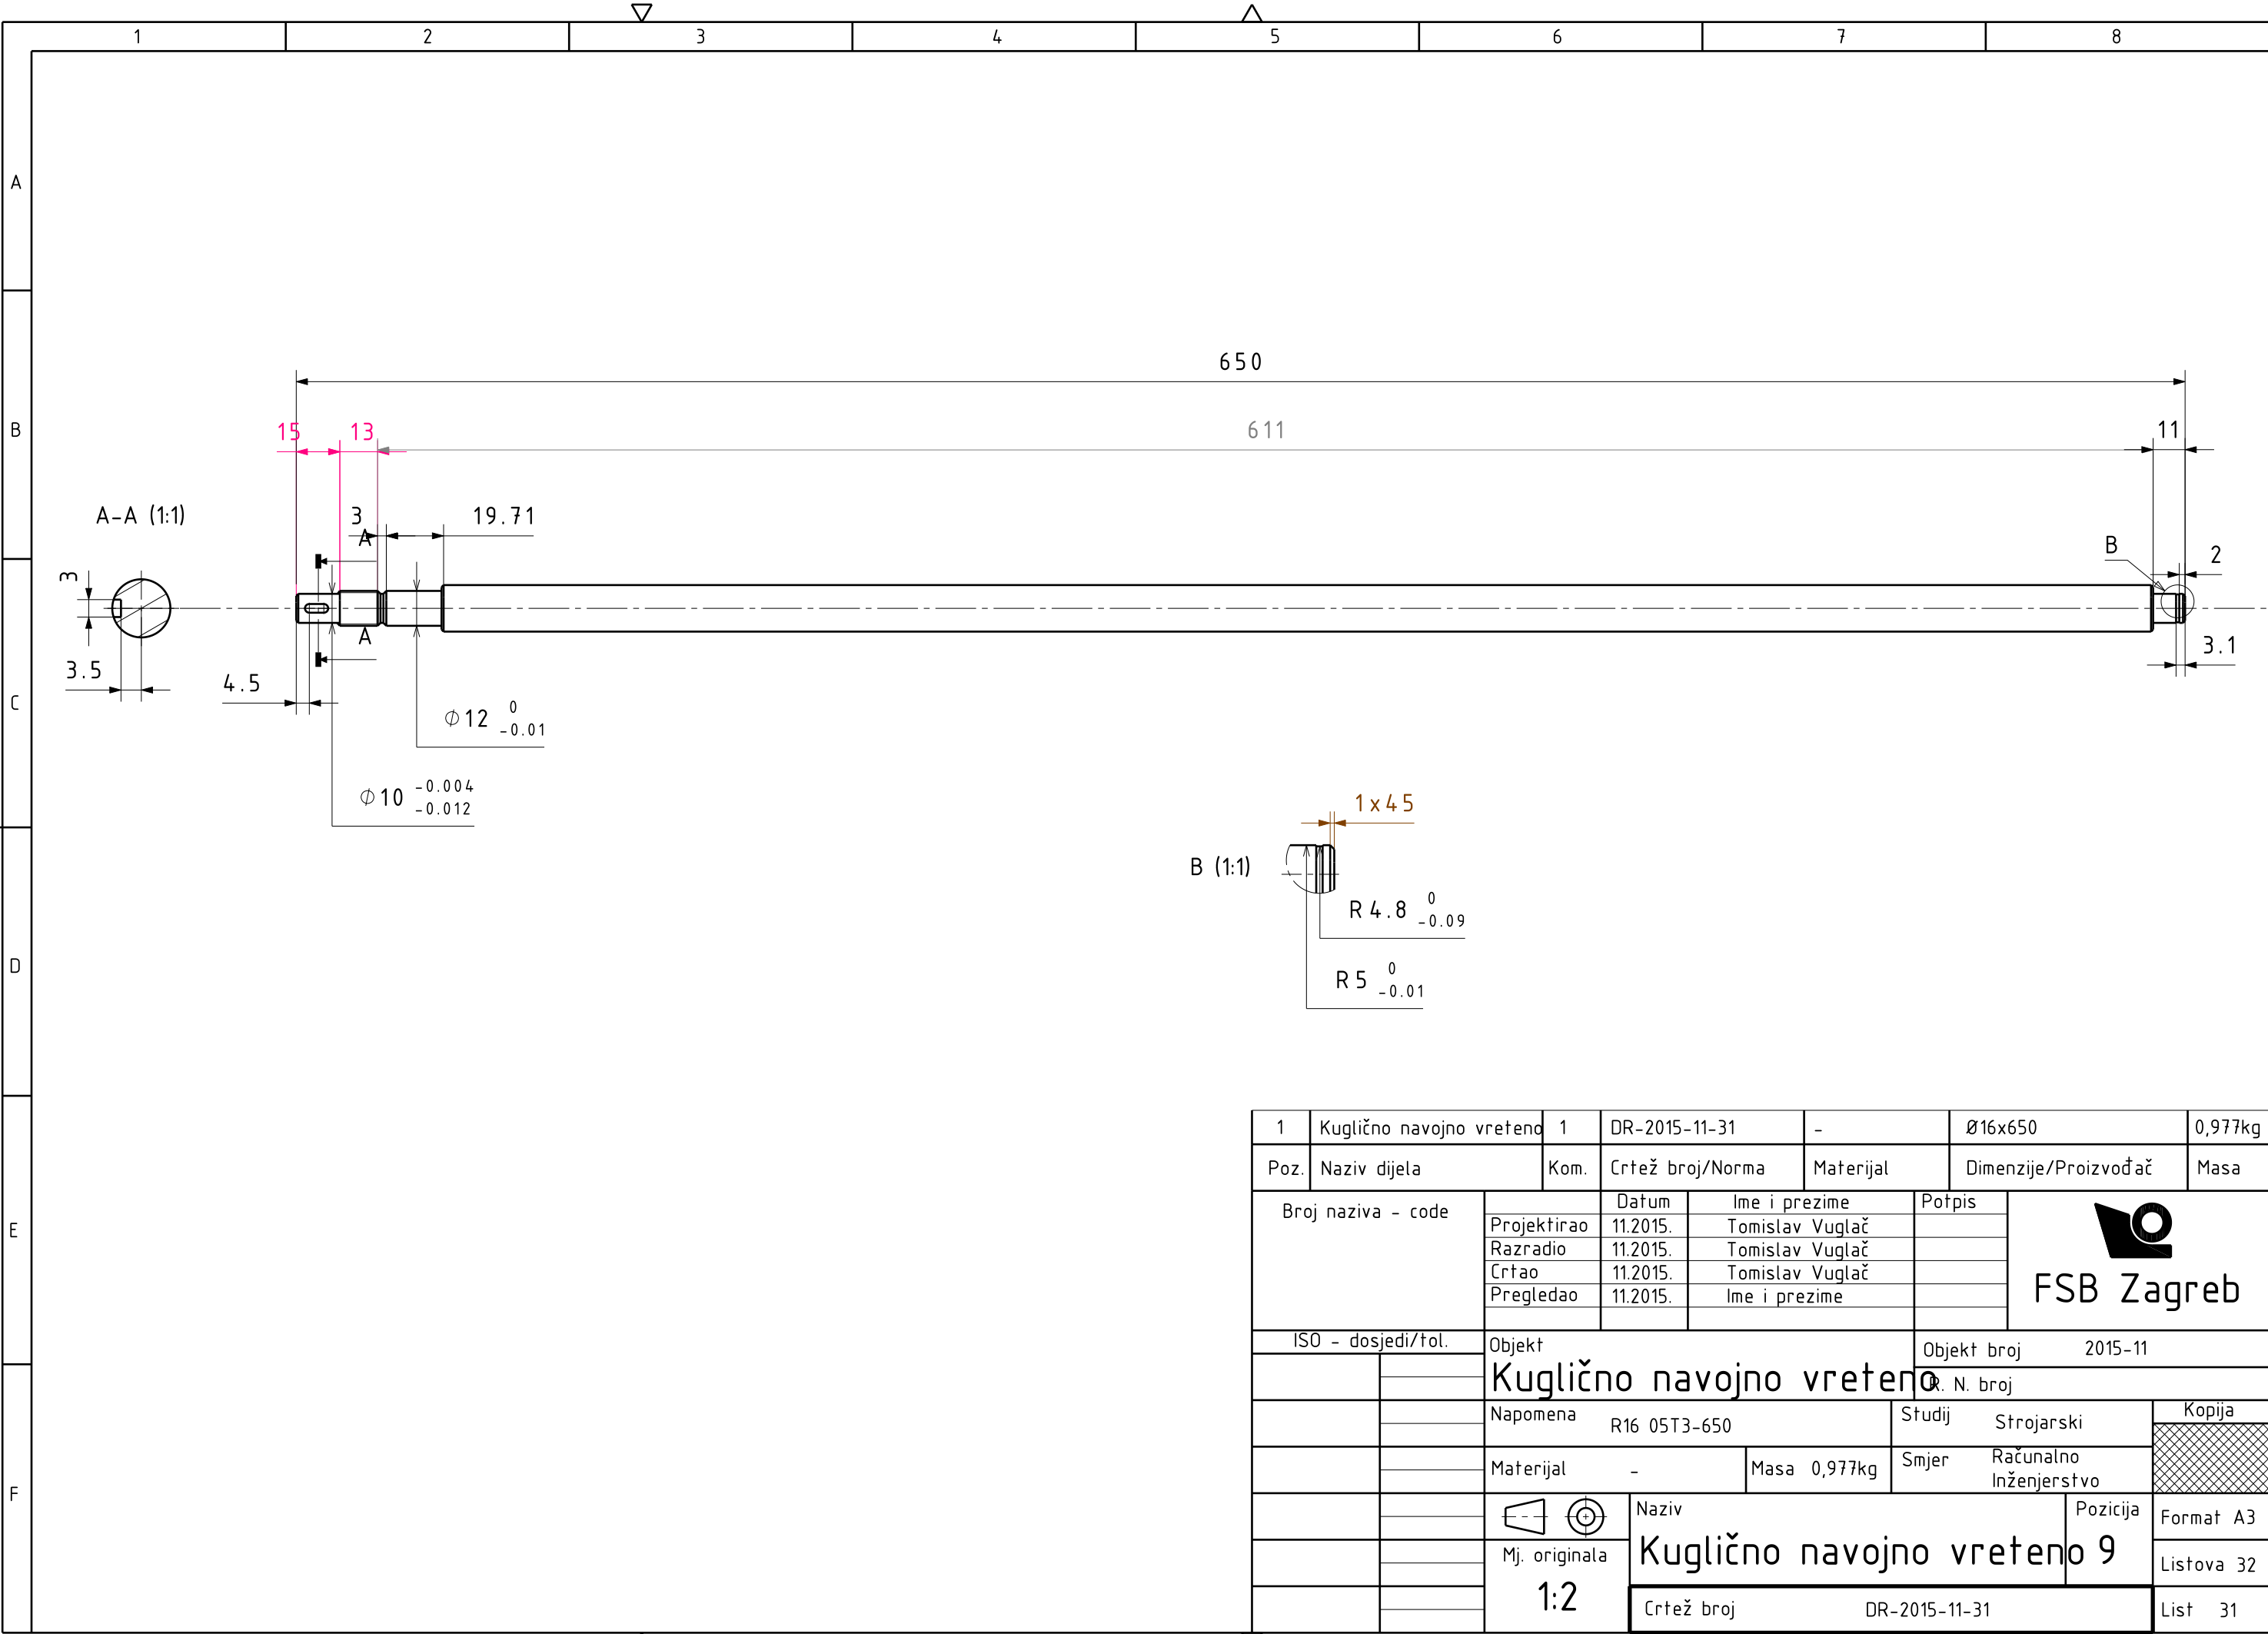 1 2 3 4 5 6 7 8
A
B
C
D
E
F
650
15 13 611 11
A-A (1:1)
3 19.71
A
B
2
3
A
3.5
4.5
3.1
∅12 0 -0.01
∅10 -0.004 -0.012
1x45
B (1:1)
R4.8 0 -0.09
R5 0 -0.01
1 Kuglično navojno vreteno 1 DR-2015-11-31 - Ø16x650 0,977kg
Poz. Naziv dijela Kom. Crtež broj/Norma Materijal Dimenzije/Proizvođač Masa
Broj naziva - code
Datum Ime i prezime Potpis
Projektirao 11.2015. Tomislav Vuglač
Razradio 11.2015. Tomislav Vuglač
Crtao 11.2015. Tomislav Vuglač
Pregledao 11.2015. Ime i prezime
FSB Zagreb
ISO - dosjedi/tol.
Objekt
Kuglično navojno vreteno
Objekt broj 2015-11
R. N. broj
Napomena R16 05T3-650
Studij Strojarski
Kopija
Materijal - Masa 0,977kg
Smjer Računalno
Inženjerstvo
Naziv
Kuglično navojno vreteno
Pozicija
9
Format A3
Mj. originala
1:2
Listova 32
Crtež broj DR-2015-11-31
List 31